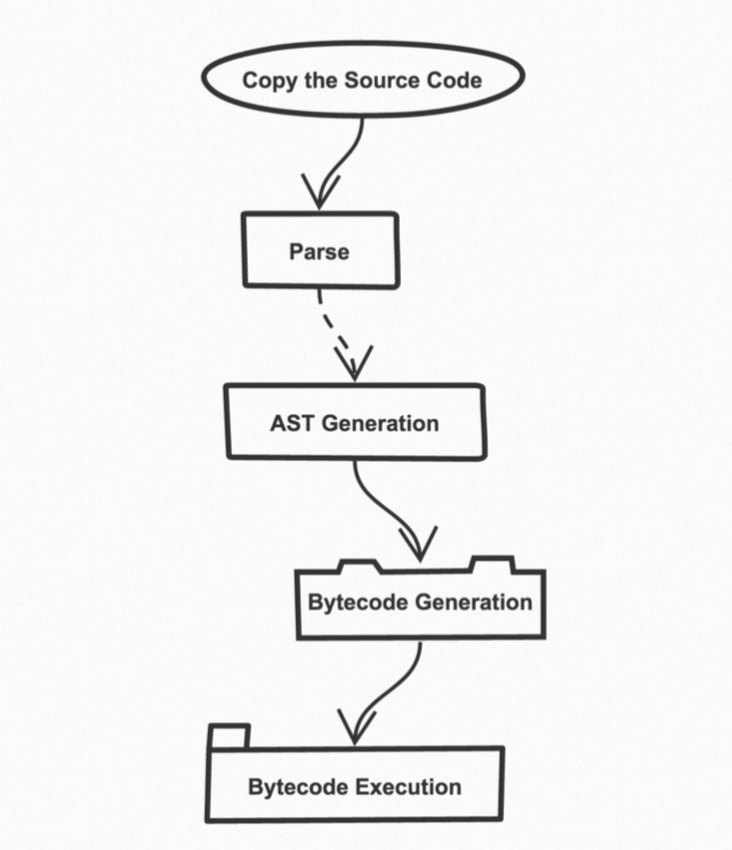 Copy the Source Code
Parse
AST Generation
Bytecode Generation
Bytecode Execution